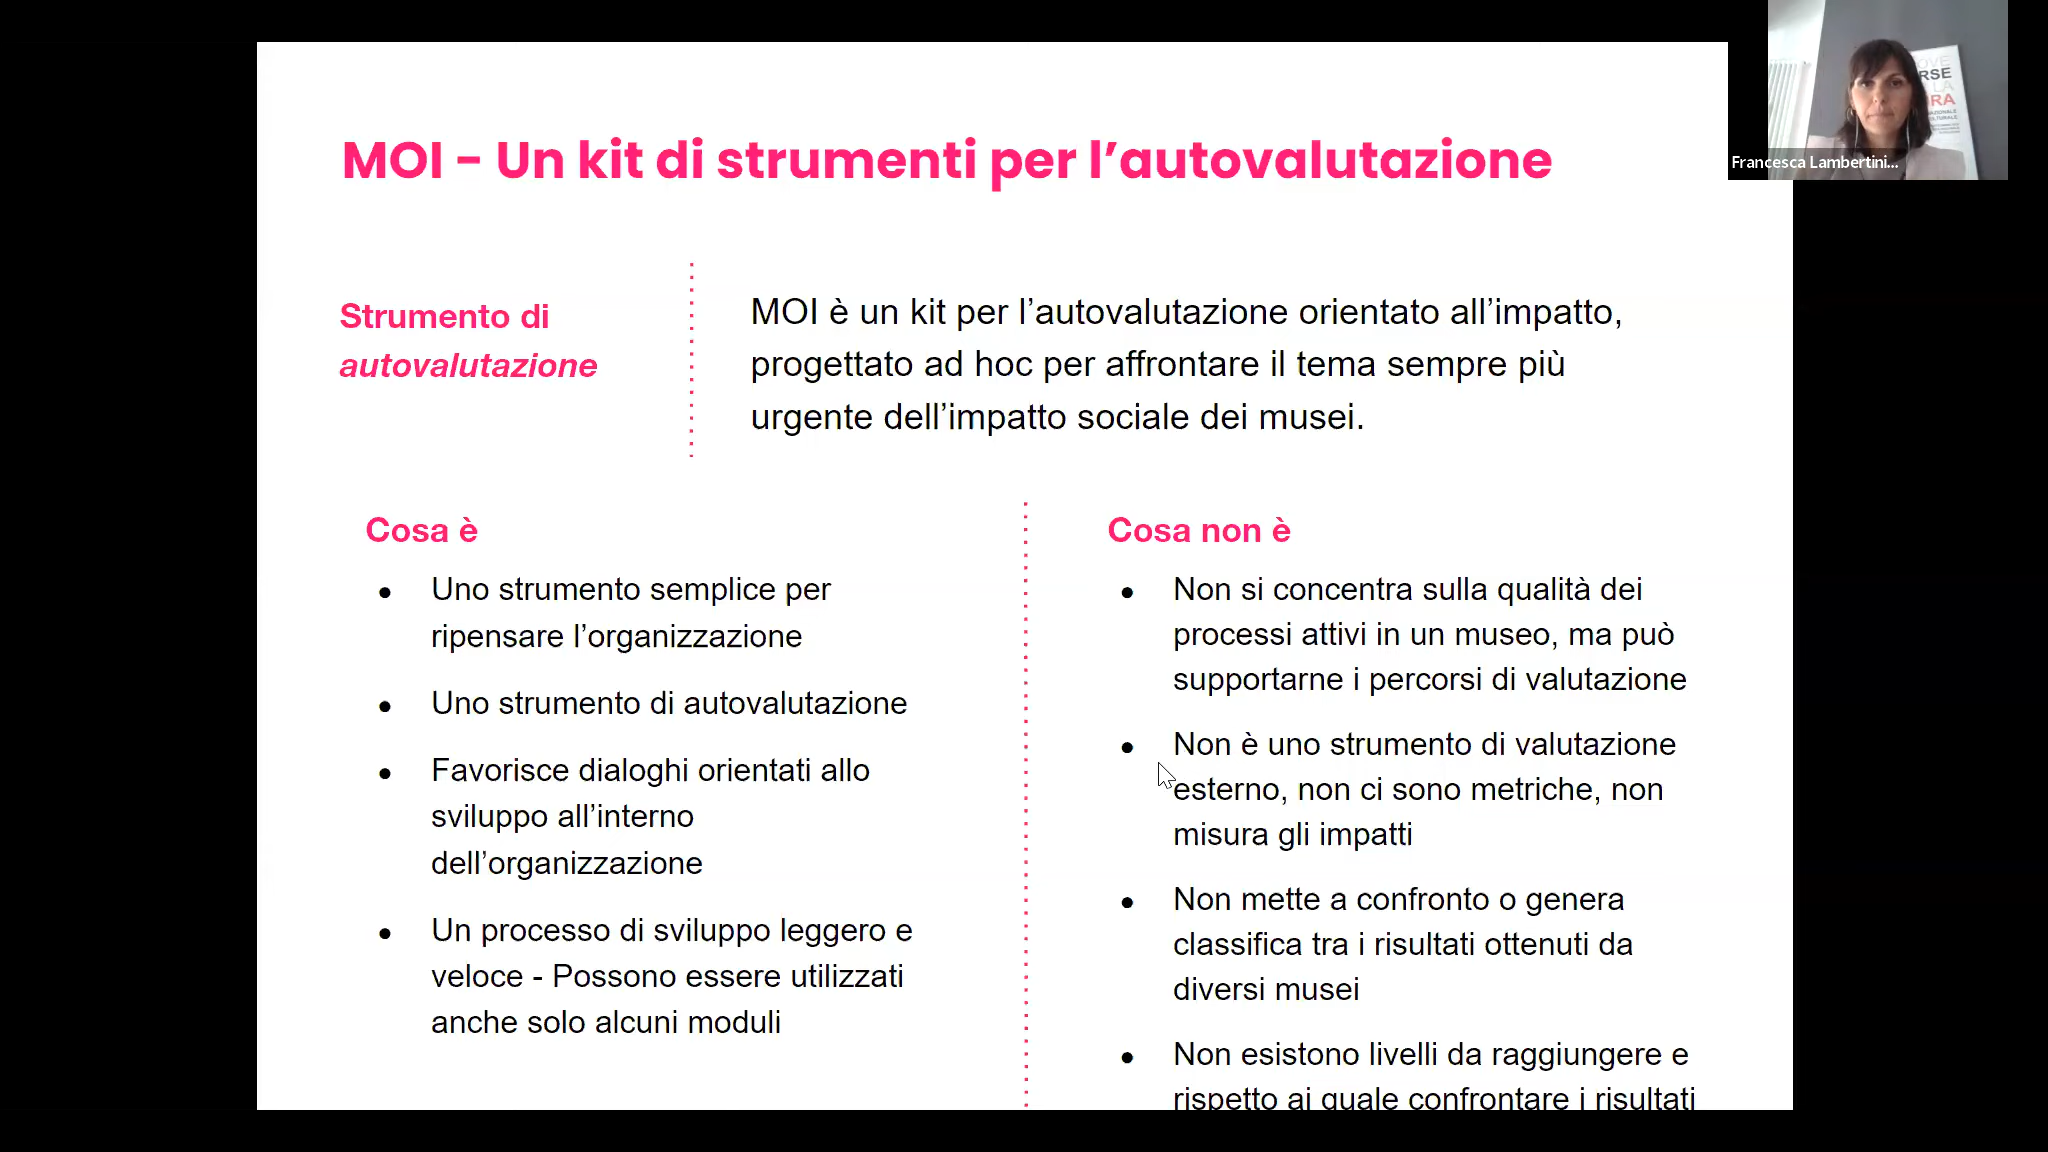 MOI - Un kit di strumenti per l’autovalutazione
Strumento di
autovalutazione
MOI è un kit per l’autovalutazione orientato all’impatto,
progettato ad hoc per affrontare il tema sempre più
urgente dell’impatto sociale dei musei.
Cosa è
Uno strumento semplice per
ripensare l’organizzazione
Uno strumento di autovalutazione
Favorisce dialoghi orientati allo
sviluppo all’interno
dell’organizzazione
Un processo di sviluppo leggero e
veloce - Possono essere utilizzati
anche solo alcuni moduli
Cosa non è
Non si concentra sulla qualità dei
processi attivi in un museo, ma può
supportarne i percorsi di valutazione
Non è uno strumento di valutazione
esterno, non ci sono metriche, non
misura gli impatti
Non mette a confronto o genera
classifica tra i risultati ottenuti da
diversi musei
Non esistono livelli da raggiungere e
rispetto ai quale confrontare i risultati
RSE
LA
RA
Francesca Lambertini...